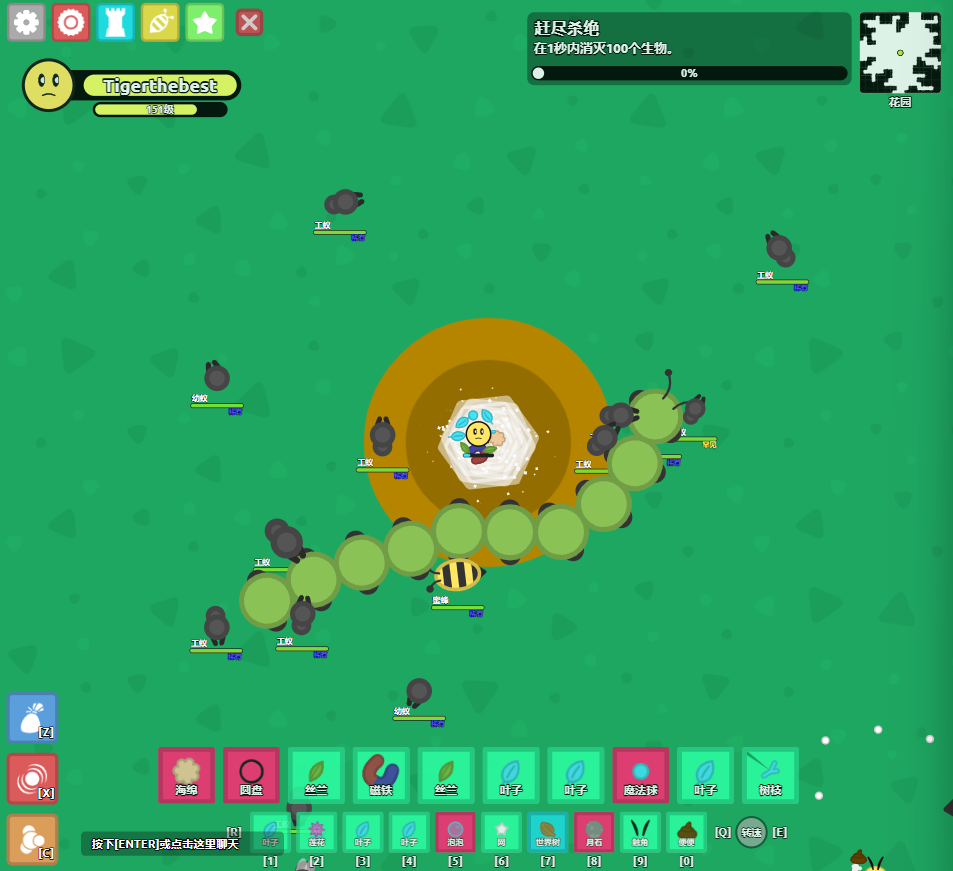 赶尽杀绝
在1秒内消灭100个生物。
0%
花园
Tigerthebest
151级
工蚁
工蚁
幼蚁
工蚁
工蚁
罕见
工蚁
蜜蜂
工蚁
工蚁
幼蚁
[Z]
[X]
[C]
海绵
圆盘
丝兰
磁铁
丝兰
叶子
叶子
魔法球
叶子
树枝
[R]
叶子
莲花
叶子
叶子
泡泡
网
世界树
月石
触角
便便
[Q]
转送
[E]
按下[ENTER]或点击这里聊天
[1]
[2]
[3]
[4]
[5]
[6]
[7]
[8]
[9]
[0]